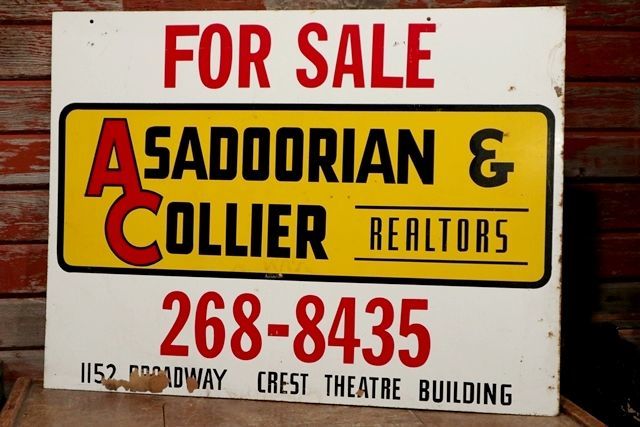 FOR SALE
ASADOORIAN &
COLLIER REALTORS
268-8435
1152 BROADWAY CREST THEATRE BUILDING